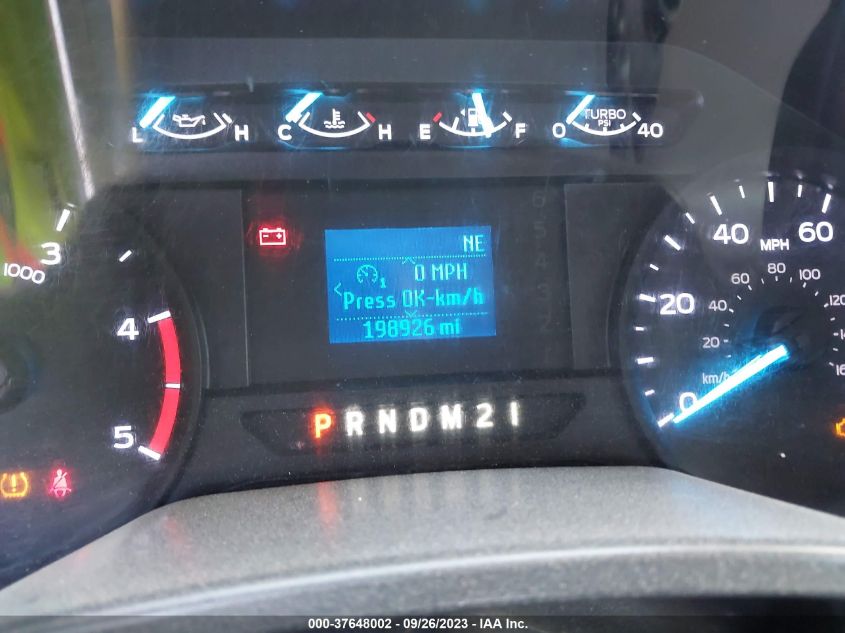 L H C H E F 0 TURBO PSI 40
NE
0 MPH
Press OK-km/h
198926 mi
P R N D M 2 1
3
1000
4
5
0 20 40 60
MPH
20 40 60 80 100 120
km/h
000-37648002 - 09/26/2023 - IAA Inc.